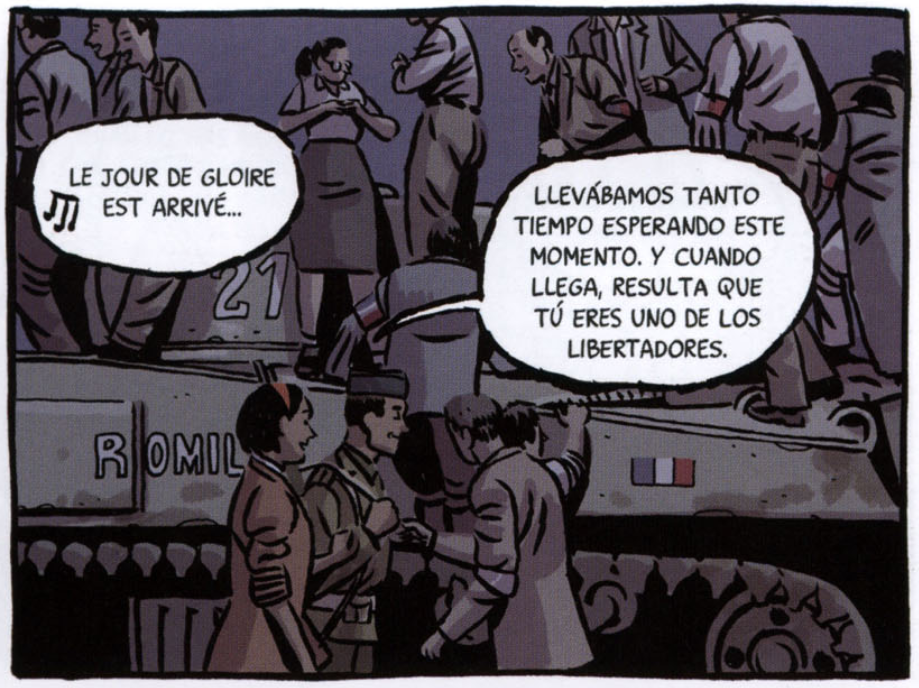 LE JOUR DE GLOIRE
EST ARRIVÉ...
LLEVÁBAMOS TANTO
TIEMPO ESPERANDO ESTE
MOMENTO. Y CUANDO
LLEGA, RESULTA QUE
TÚ ERES UNO DE LOS
LIBERTADORES.
21
ROMIL